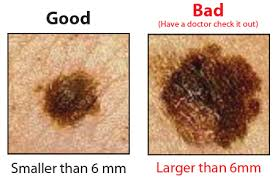 Good
Bad
(Have a doctor check it out)
Smaller than 6 mm
Larger than 6mm